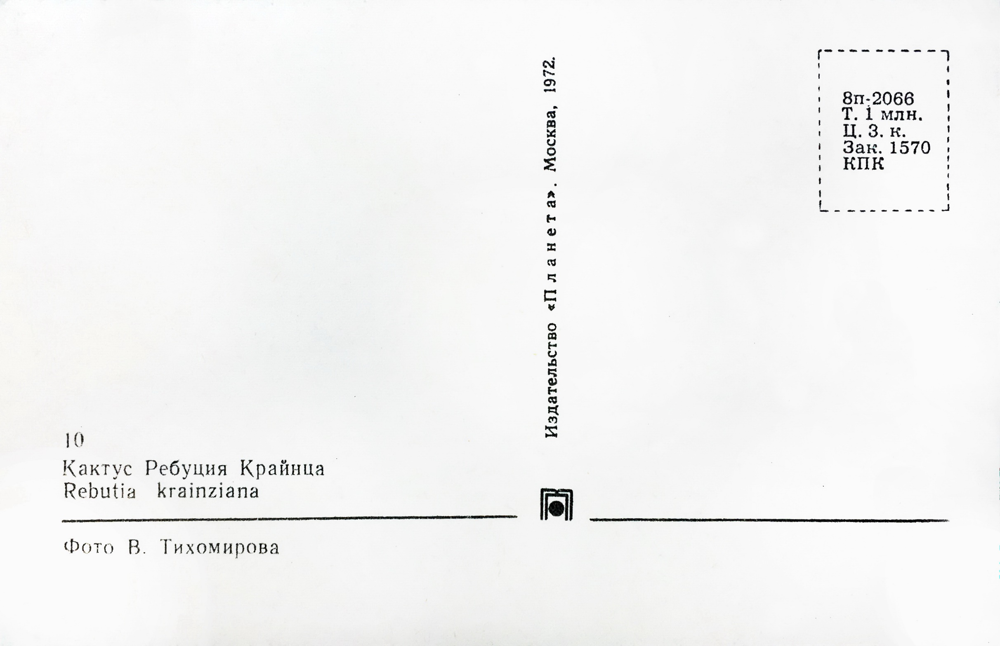 10
Кактус Ребуция Крайнца
Rebutia krainziana
Фото В. Тихомирова
Издательство «Планета». Москва, 1972.
8п-2066
Т. 1 млн.
Ц. 3. к.
Зак. 1570
КПК